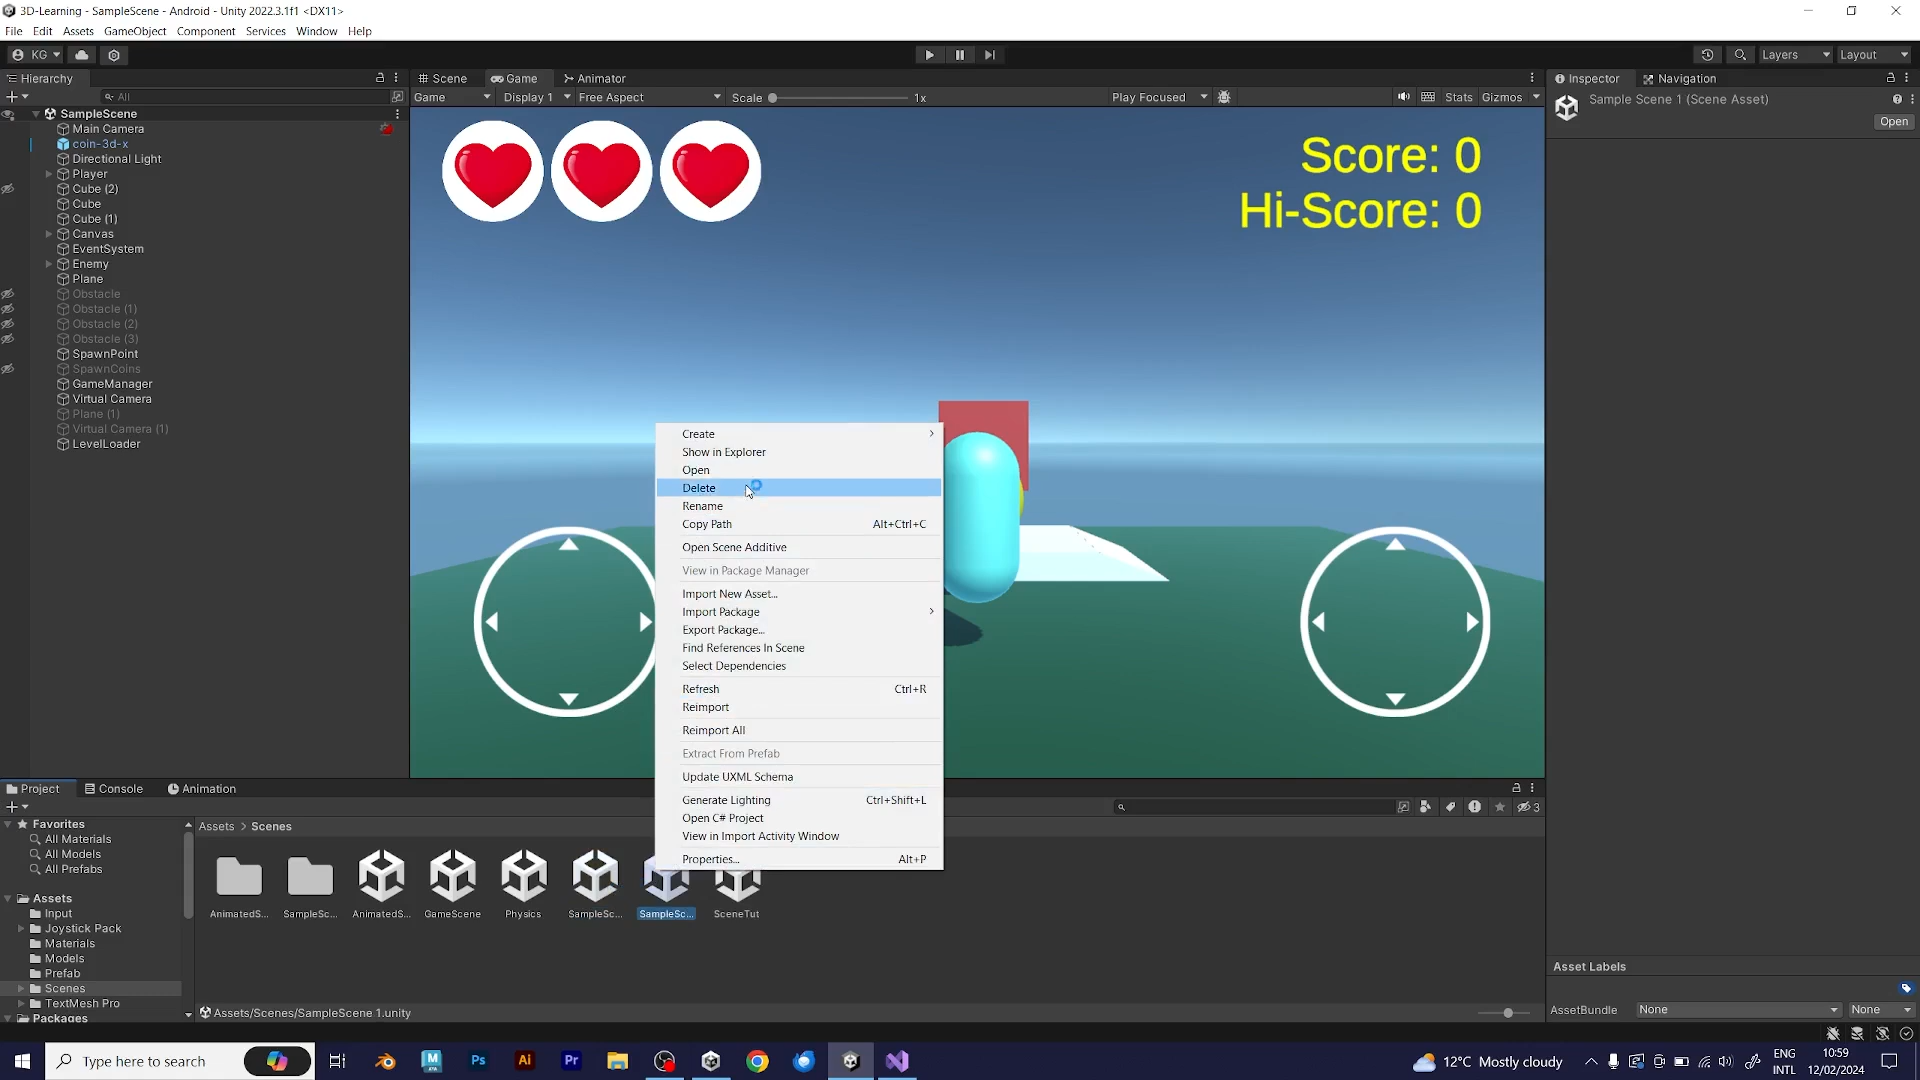 3D-Learning - SampleScene - Android - Unity 2022.3.1f1 <DX11>
File Edit Assets GameObject Component Services Window Help
KG
Layers
Layout
Hierarchy
All
SampleScene
Main Camera
coin-3d-x
Directional Light
Player
Cube (2)
Cube
Cube (1)
Canvas
EventSystem
Enemy
Plane
Obstacle
Obstacle (1)
Obstacle (2)
Obstacle (3)
SpawnPoint
SpawnCoins
GameManager
Virtual Camera
Plane (1)
Virtual Camera (1)
LevelLoader
Scene Game Animator
Game Display 1 Free Aspect Scale 1x Play Focused Stats Gizmos
Score: 0
Hi-Score: 0
Create
Show in Explorer
Open
Delete
Rename
Copy Path Alt+Ctrl+C
Open Scene Additive
View in Package Manager
Import New Asset...
Import Package
Export Package...
Find References In Scene
Select Dependencies
Refresh Ctrl+R
Reimport
Reimport All
Extract From Prefab
Update UXML Schema
Generate Lighting Ctrl+Shift+L
Open C# Project
View in Import Activity Window
Properties... Alt+P
Inspector Navigation
Sample Scene 1 (Scene Asset)
Open
Asset Labels
AssetBundle None None
Project Console Animation
3
Favorites
All Materials
All Models
All Prefabs
Assets
Input
Joystick Pack
Materials
Models
Prefab
Scenes
TextMesh Pro
Packages
Assets > Scenes
AnimatedS... SampleSc... AnimatedS... GameScene Physics SampleSc... SampleSc... SceneTut
Assets/Scenes/SampleScene 1.unity
Type here to search
Ps Ai Pr
12°C Mostly cloudy
ENG
INTL
10:59
12/02/2024